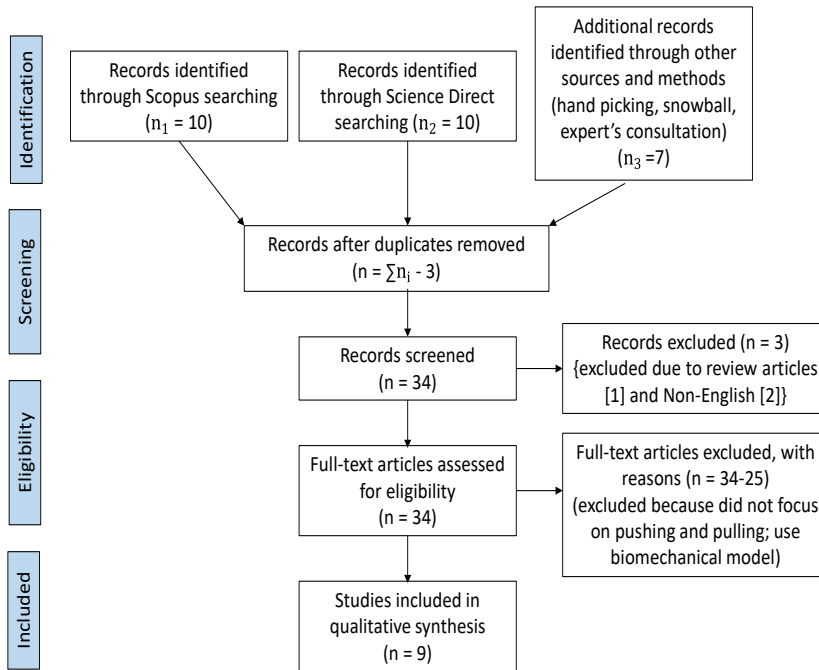 Identification
Records identified
through Scopus searching
(n₁ = 10)
Records identified
through Science Direct
searching (n₂ = 10)
Additional records
identified through other
sources and methods
(hand picking, snowball,
expert’s consultation)
(n₃ =7)
Screening
Records after duplicates removed
(n = ∑nᵢ - 3)
Records screened
(n = 34)
Records excluded (n = 3)
{excluded due to review articles
[1] and Non-English [2]}
Eligibility
Full-text articles assessed
for eligibility
(n = 34)
Full-text articles excluded, with
reasons (n = 34-25)
(excluded because did not focus
on pushing and pulling; use
biomechanical model)
Included
Studies included in
qualitative synthesis
(n = 9)